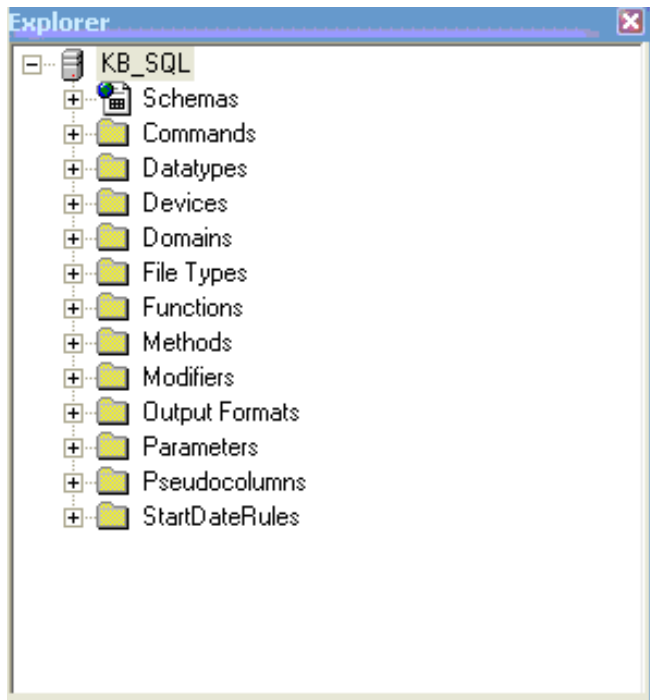 Explorer
KB_SQL
Schemas
Commands
Datatypes
Devices
Domains
File Types
Functions
Methods
Modifiers
Output Formats
Parameters
Pseudocolumns
StartDateRules